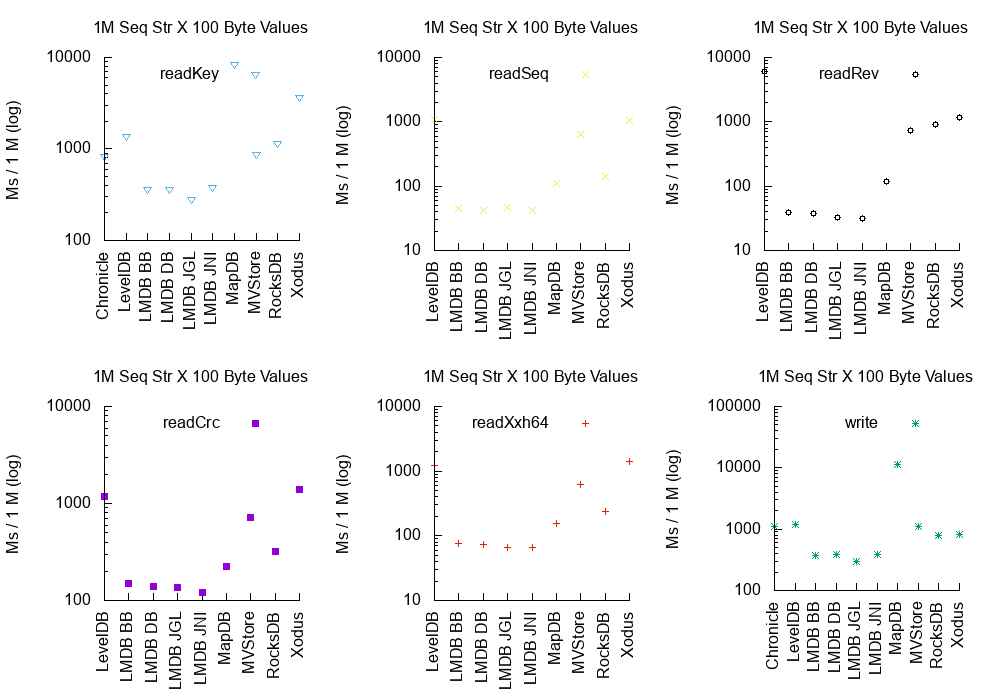 1M Seq Str X 100 Byte Values
readKey
Ms / 1 M (log)
10000
1000
100
Chronicle
LevelDB
LMDB BB
LMDB DB
LMDB JGL
LMDB JNI
MapDB
MVStore
RocksDB
Xodus
1M Seq Str X 100 Byte Values
readSeq
Ms / 1 M (log)
10000
1000
100
10
LevelDB
LMDB BB
LMDB DB
LMDB JGL
LMDB JNI
MapDB
MVStore
RocksDB
Xodus
1M Seq Str X 100 Byte Values
readRev
Ms / 1 M (log)
10000
1000
100
10
LevelDB
LMDB BB
LMDB DB
LMDB JGL
LMDB JNI
MapDB
MVStore
RocksDB
Xodus
1M Seq Str X 100 Byte Values
readCrc
Ms / 1 M (log)
10000
1000
100
LevelDB
LMDB BB
LMDB DB
LMDB JGL
LMDB JNI
MapDB
MVStore
RocksDB
Xodus
1M Seq Str X 100 Byte Values
readXxh64
Ms / 1 M (log)
10000
1000
100
10
LevelDB
LMDB BB
LMDB DB
LMDB JGL
LMDB JNI
MapDB
MVStore
RocksDB
Xodus
1M Seq Str X 100 Byte Values
write
Ms / 1 M (log)
100000
10000
1000
100
Chronicle
LevelDB
LMDB BB
LMDB DB
LMDB JGL
LMDB JNI
MapDB
MVStore
RocksDB
Xodus